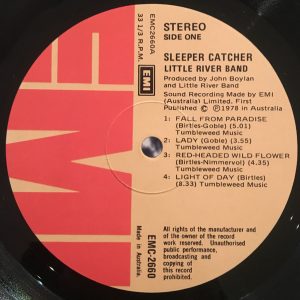 EMC2660A
33 1/3 R.P.M.
STEREO
SIDE ONE
EMI
SLEEPER CATCHER
LITTLE RIVER BAND
Produced by John Boylan
and Little River Band
Sound Recording Made by EMI
(Australia) Limited. First
Published Ⓟ 1978 in Australia
1: FALL FROM PARADISE
(Birtles-Goble) (5.01)
Tumbleweed Music
2: LADY (Goble) (3.55)
Tumbleweed Music
3: RED-HEADED WILD FLOWER
(Birtles-Nimmervol) (4.35)
Tumbleweed Music
4: LIGHT OF DAY (Birtles)
(8.33) Tumbleweed Music
EMC-2660
Made in Australia.
All rights of the manufacturer and
of the owner of the record
work reserved. Unauthorised
public performance,
broadcasting and
copying of
this record
prohibited.
EMI